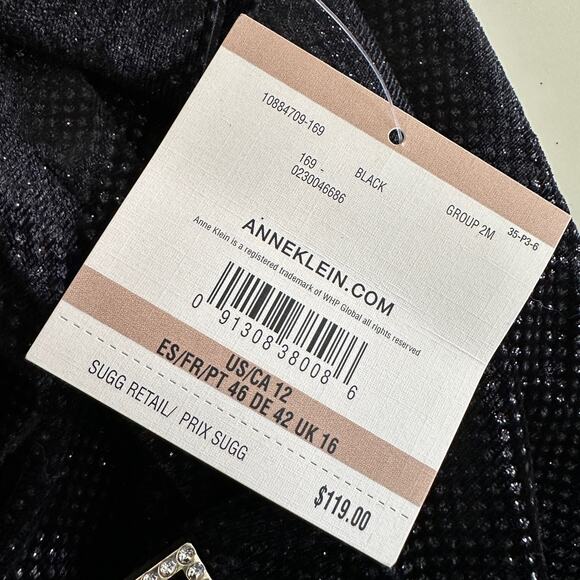 10884709-169
169 - BLACK
0230046686
GROUP 2M 35-P3-6
ANNEKLEIN.COM
Anne Klein is a registered trademark of WHP Global all rights reserved
0 91308 38008 6
US/CA 12
ES/FR/PT 46 DE 42 UK 16
SUGG RETAIL/ PRIX SUGG
$119.00